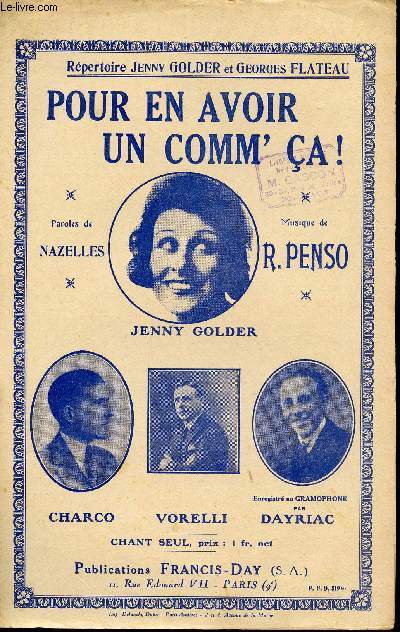 © Le-livre.com
Répertoire JENNY GOLDER et GEORGES FLATEAU
POUR EN AVOIR
UN COMM' ÇA!
Paroles de
NAZELLES
Musique de
R. PENSO
JENNY GOLDER
CHARCO
VORELLI
Enregistré au GRAMOPHONE
PAR
DAYRIAC
CHANT SEUL, prix : 1 fr. net
Publications FRANCIS-DAY (S. A.)
11, Rue Edouard VII - PARIS (9e)